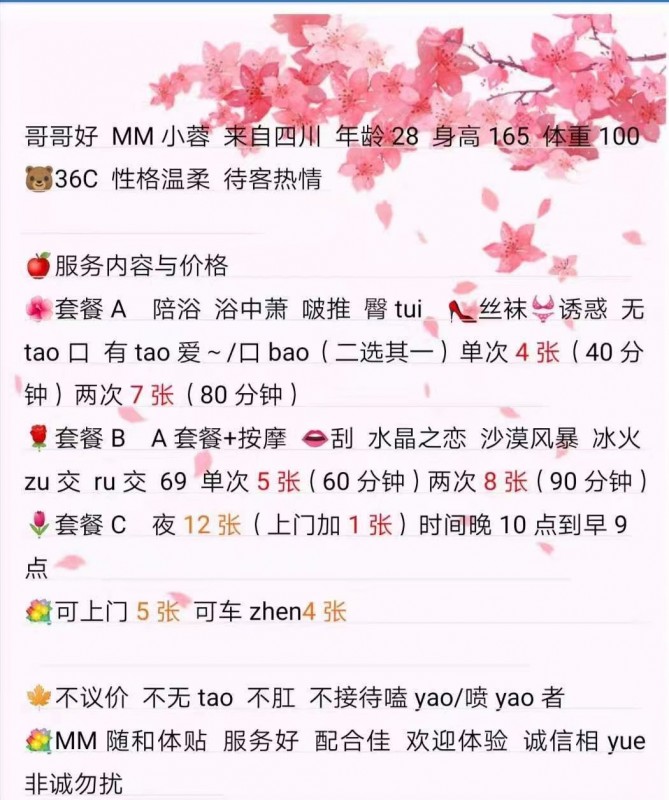 哥哥好 MM 小蓉 来自四川 年龄 28 身高 165 体重 100
🐻36C 性格温柔 待客热情
🍎服务内容与价格
🌺套餐 A 陪浴 浴中萧 啵推 臀 tui 👠丝袜👙诱惑 无
tao 口 有 tao 爱～/口 bao（二选其一）单次 4 张（40 分
钟）两次 7 张（80 分钟）
🌹套餐 B A 套餐+按摩 👄刮 水晶之恋 沙漠风暴 冰火
zu 交 ru 交 69 单次 5 张（60 分钟）两次 8 张（90 分钟）
🌷套餐 C 夜 12 张（上门加 1 张）时间晚 10 点到早 9
点
💐可上门 5 张 可车 zhen4 张
🍁不议价 不无 tao 不肛 不接待嗑 yao/喷 yao 者
💐MM 随和体贴 服务好 配合佳 欢迎体验 诚信相 yue
非诚勿扰